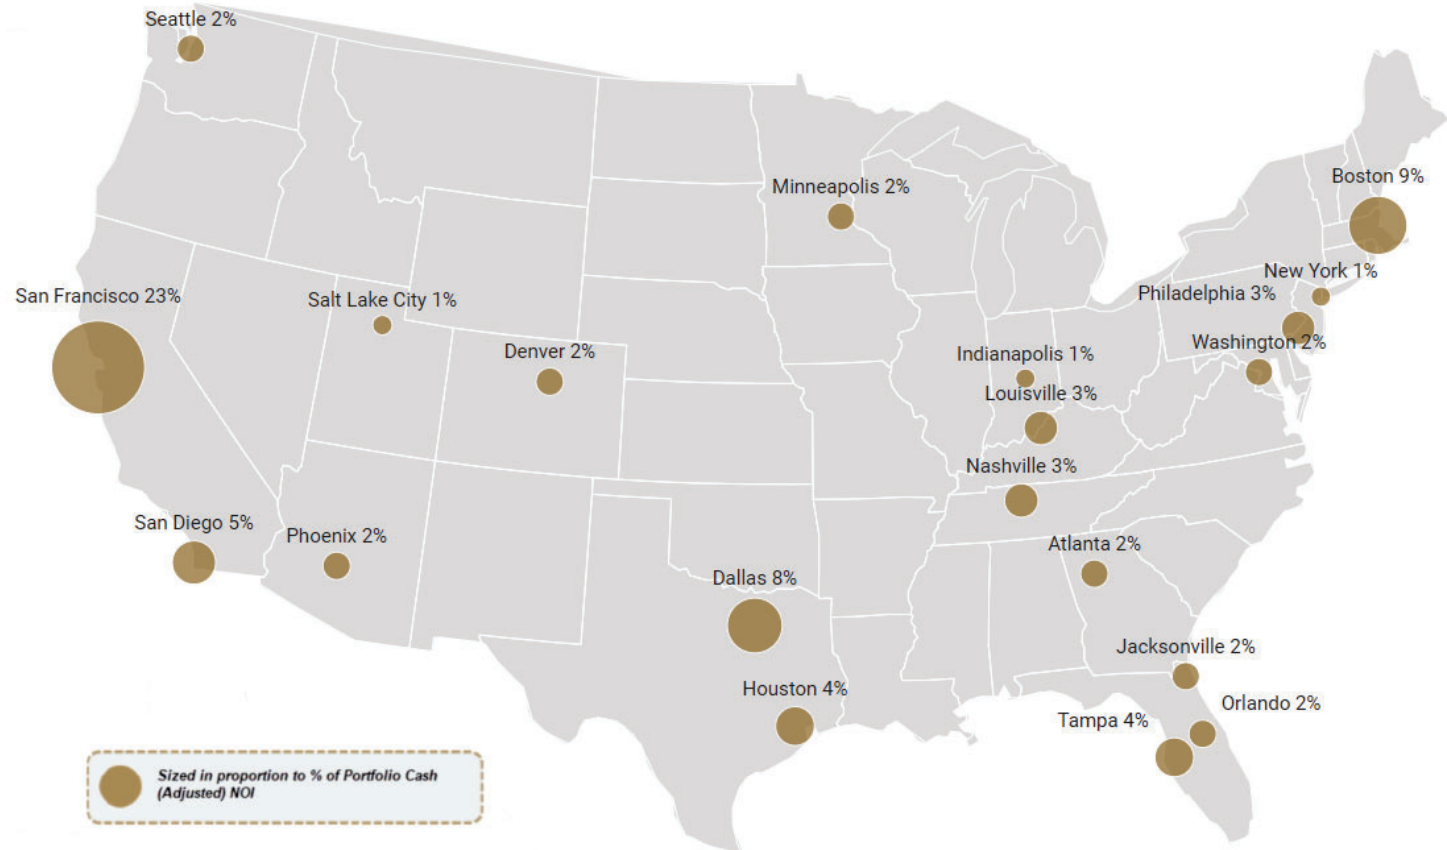 Seattle 2%
Boston 9%
Minneapolis 2%
New York 1%
Philadelphia 3%
San Francisco 23%
Salt Lake City 1%
Washington 2%
Denver 2%
Indianapolis 1%
Louisville 3%
Nashville 3%
San Diego 5%
Phoenix 2%
Atlanta 2%
Dallas 8%
Jacksonville 2%
Houston 4%
Orlando 2%
Tampa 4%
Sized in proportion to % of Portfolio Cash
(Adjusted) NOI